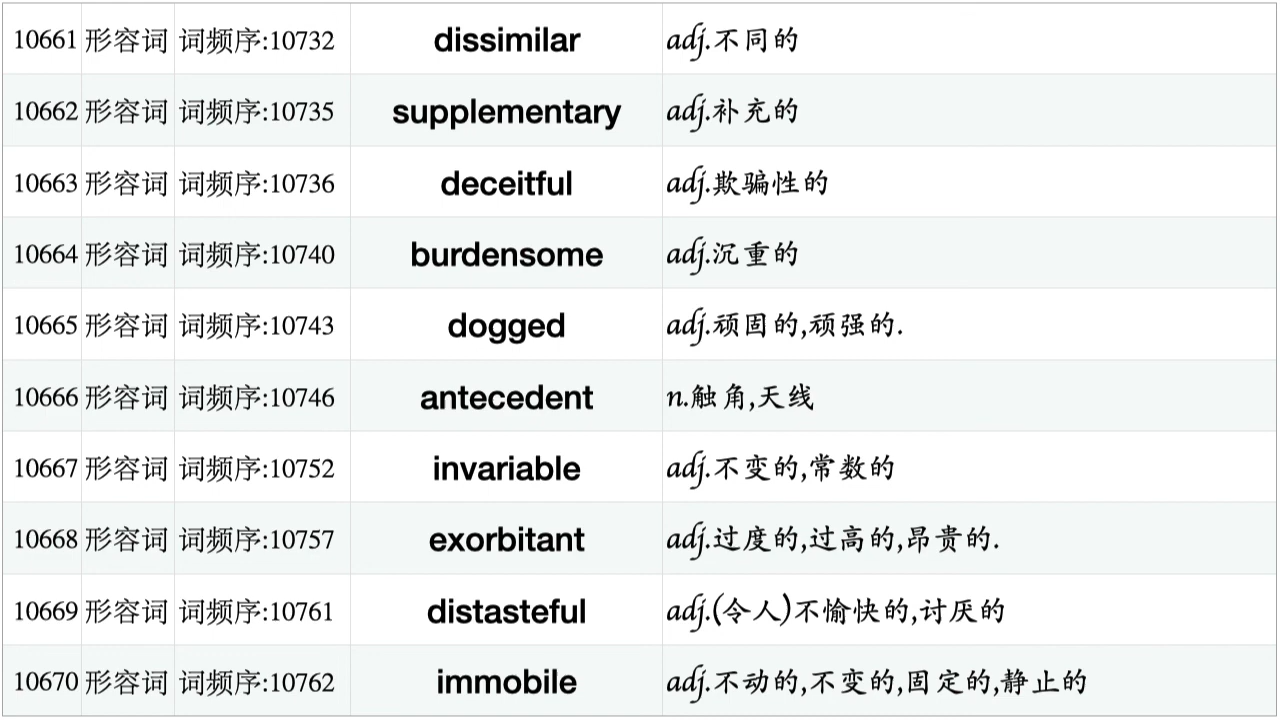 10661 形容词 词频序:10732 dissimilar adj.不同的
10662 形容词 词频序:10735 supplementary adj.补充的
10663 形容词 词频序:10736 deceitful adj.欺骗性的
10664 形容词 词频序:10740 burdensome adj.沉重的
10665 形容词 词频序:10743 dogged adj.顽固的,顽强的.
10666 形容词 词频序:10746 antecedent n.触角,天线
10667 形容词 词频序:10752 invariable adj.不变的,常数的
10668 形容词 词频序:10757 exorbitant adj.过度的,过高的,昂贵的.
10669 形容词 词频序:10761 distasteful adj.(令人)不愉快的,讨厌的
10670 形容词 词频序:10762 immobile adj.不动的,不变的,固定的,静止的